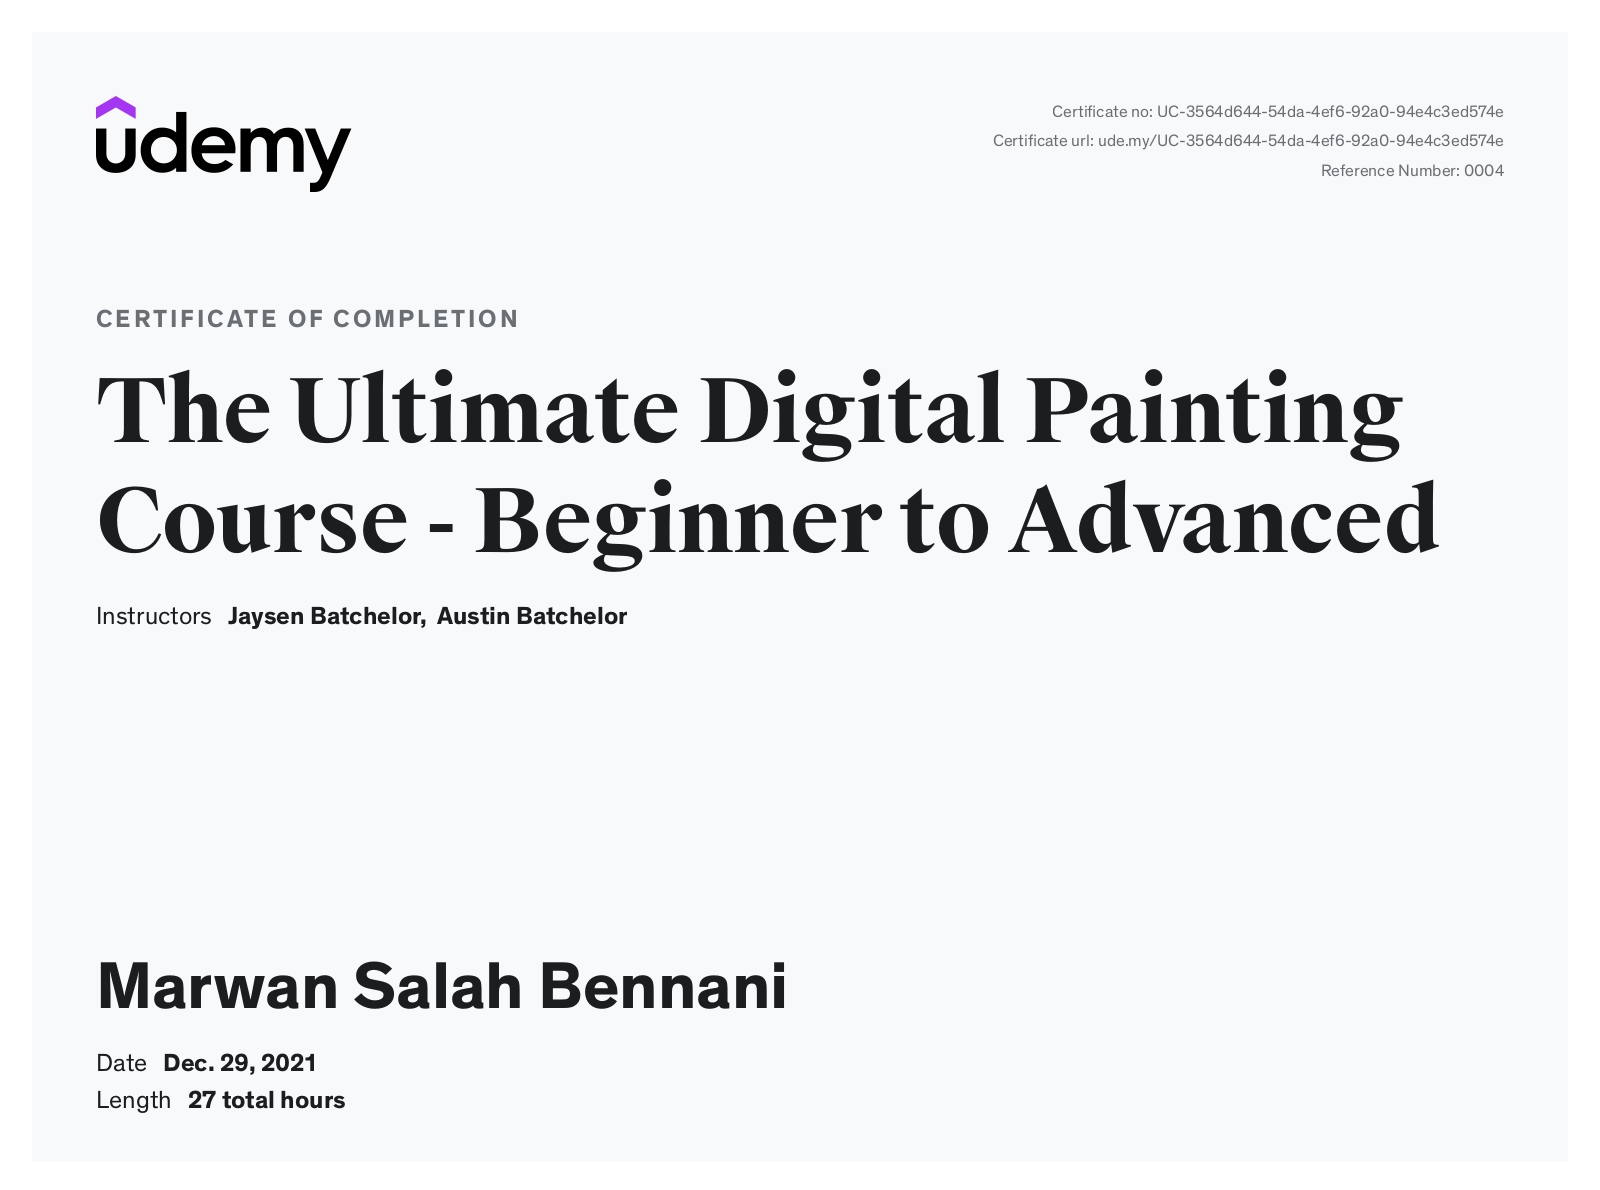 udemy
Certificate no: UC-3564d644-54da-4ef6-92a0-94e4c3ed574e
Certificate url: ude.my/UC-3564d644-54da-4ef6-92a0-94e4c3ed574e
Reference Number: 0004
CERTIFICATE OF COMPLETION
The Ultimate Digital Painting
Course - Beginner to Advanced
Instructors Jaysen Batchelor, Austin Batchelor
Marwan Salah Bennani
Date Dec. 29, 2021
Length 27 total hours